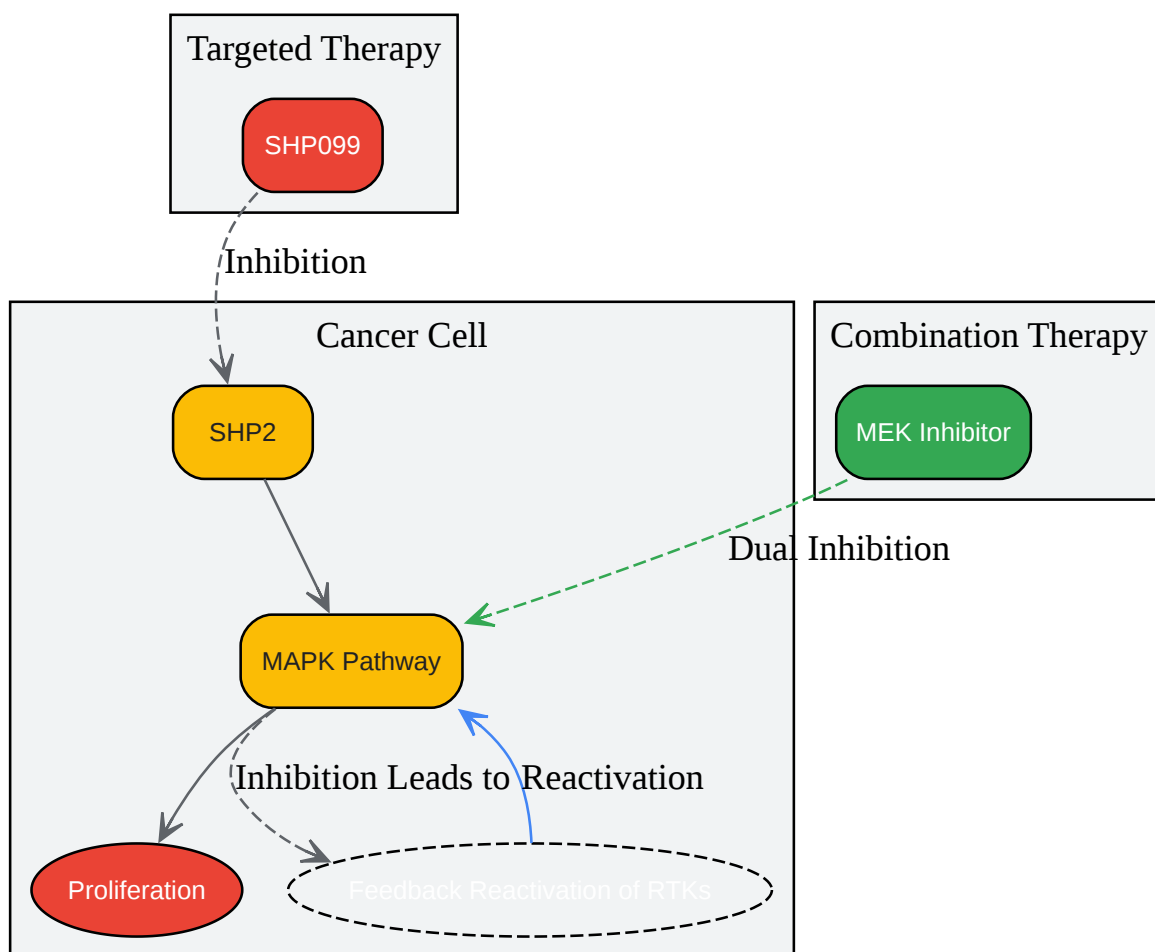 Targeted Therapy
SHP099
Inhibition
Cancer Cell
Combination Therapy
SHP2
MEK Inhibitor
Dual Inhibition
MAPK Pathway
Inhibition Leads to
Reactivation
Proliferation
Feedback Reactivation of RTKs